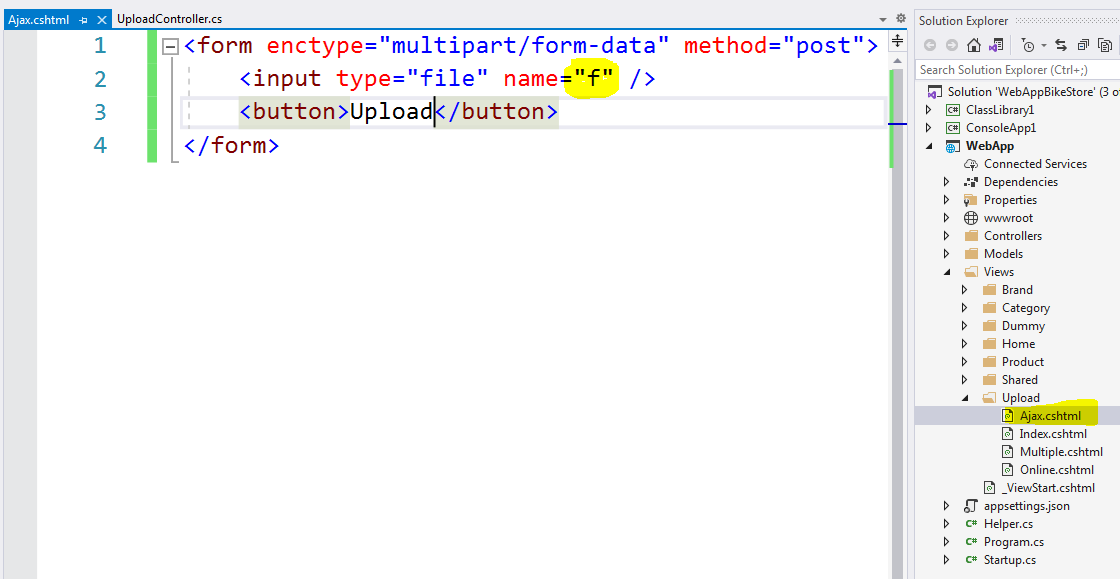 Ajax.cshtml UploadController.cs
1 <form enctype="multipart/form-data" method="post">
2 <input type="file" name="f" />
3 <button>Upload</button>
4 </form>
Solution Explorer
Search Solution Explorer (Ctrl+;)
Solution 'WebAppBikeStore' (3 o
C# ClassLibrary1
C# ConsoleApp1
WebApp
Connected Services
Dependencies
Properties
wwwroot
Controllers
Models
Views
Brand
Category
Dummy
Home
Product
Shared
Upload
Ajax.cshtml
Index.cshtml
Multiple.cshtml
Online.cshtml
_ViewStart.cshtml
appsettings.json
C# Helper.cs
C# Program.cs
C# Startup.cs